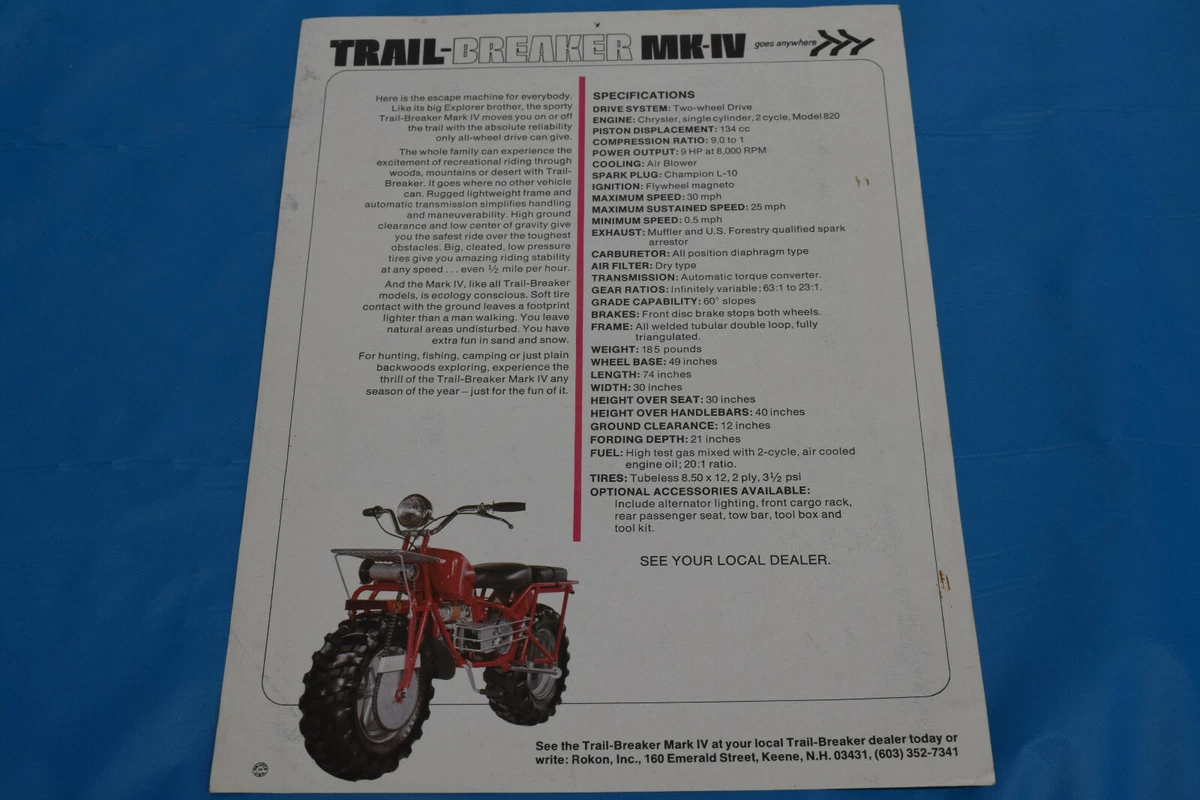 TRAIL-BREAKER MK-IV goes anywhere
Here is the escape machine for everybody.
Like its big Explorer brother, the sporty
Trail-Breaker Mark IV moves you on or off
the trail with the absolute reliability
only all-wheel drive can give.
The whole family can experience the
excitement of recreational riding through
woods, mountains or desert with Trail-
Breaker. It goes where no other vehicle
can. Rugged lightweight frame and
automatic transmission simplifies handling
and maneuverability. High ground
clearance and low center of gravity give
you the safest ride over the toughest
obstacles. Big, cleated, low pressure
tires give you amazing riding stability
at any speed . . . even ½ mile per hour.
And the Mark IV, like all Trail-Breaker
models, is ecology conscious. Soft tire
contact with the ground leaves a footprint
lighter than a man walking. You leave
natural areas undisturbed. You have
extra fun in sand and snow.
For hunting, fishing, camping or just plain
backwoods exploring, experience the
thrill of the Trail-Breaker Mark IV any
season of the year – just for the fun of it.
SPECIFICATIONS
DRIVE SYSTEM: Two-wheel Drive
ENGINE: Chrysler, single cylinder, 2 cycle, Model 820
PISTON DISPLACEMENT: 134 cc
COMPRESSION RATIO: 9.0 to 1
POWER OUTPUT: 9 HP at 8,000 RPM
COOLING: Air Blower
SPARK PLUG: Champion L-10
IGNITION: Flywheel magneto
MAXIMUM SPEED: 30 mph
MAXIMUM SUSTAINED SPEED: 25 mph
MINIMUM SPEED: 0.5 mph
EXHAUST: Muffler and U.S. Forestry qualified spark
arrestor
CARBURETOR: All position diaphragm type
AIR FILTER: Dry type
TRANSMISSION: Automatic torque converter.
GEAR RATIOS: Infinitely variable; 63:1 to 23:1.
GRADE CAPABILITY: 60° slopes
BRAKES: Front disc brake stops both wheels.
FRAME: All welded tubular double loop, fully
triangulated.
WEIGHT: 185 pounds
WHEEL BASE: 49 inches
LENGTH: 74 inches
WIDTH: 30 inches
HEIGHT OVER SEAT: 30 inches
HEIGHT OVER HANDLEBARS: 40 inches
GROUND CLEARANCE: 12 inches
FORDING DEPTH: 21 inches
FUEL: High test gas mixed with 2-cycle, air cooled
engine oil; 20:1 ratio.
TIRES: Tubeless 8.50 x 12, 2 ply, 3½ psi
OPTIONAL ACCESSORIES AVAILABLE:
Include alternator lighting, front cargo rack,
rear passenger seat, tow bar, tool box and
tool kit.
SEE YOUR LOCAL DEALER.
See the Trail-Breaker Mark IV at your local Trail-Breaker dealer today or
write: Rokon, Inc., 160 Emerald Street, Keene, N.H. 03431, (603) 352-7341